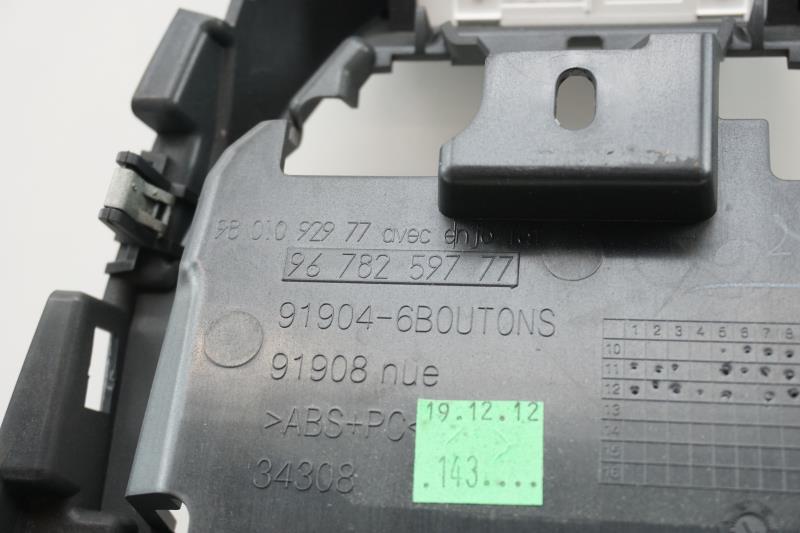 98 010 929 77 avec
96 782 597 77
91904-6BOUTONS
91908 nue
>ABS+PC<
34308
19.12.12
.143....
1 2 3 4 5 6 7 8
10
11
12
13
14
15
16